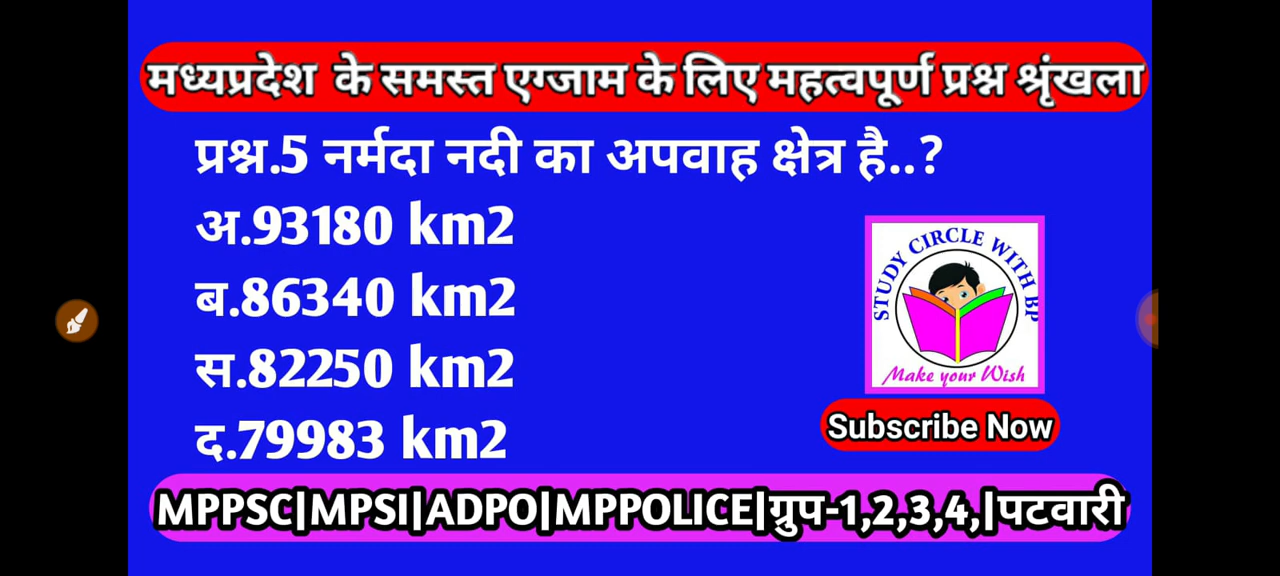 मध्यप्रदेश के समस्त एग्जाम के लिए महत्वपूर्ण प्रश्न श्रृंखला
प्रश्न.5 नर्मदा नदी का अपवाह क्षेत्र है..?
अ.93180 km2
ब.86340 km2
स.82250 km2
द.79983 km2
STUDY CIRCLE WITH BP
Make your Wish
Subscribe Now
MPPSC|MPSI|ADPO|MPPOLICE|ग्रुप-1,2,3,4,|पटवारी